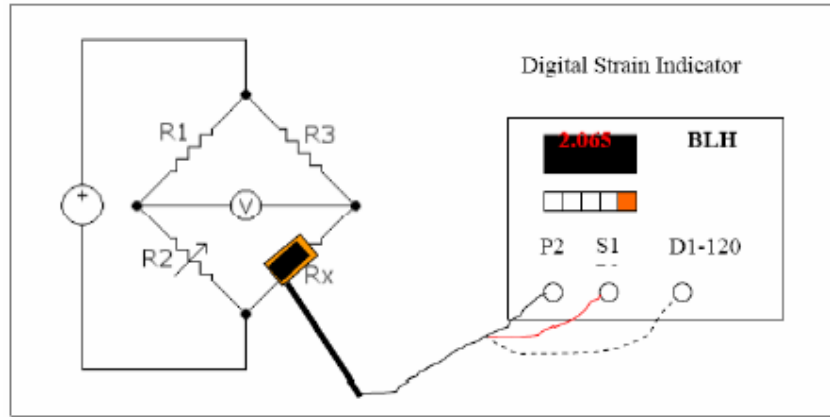 Digital Strain Indicator
R1 R3
2.065 BLH
+
V
R2 Rx
P2 S1 D1-120